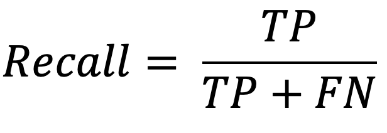 Recall = TP / TP + FN